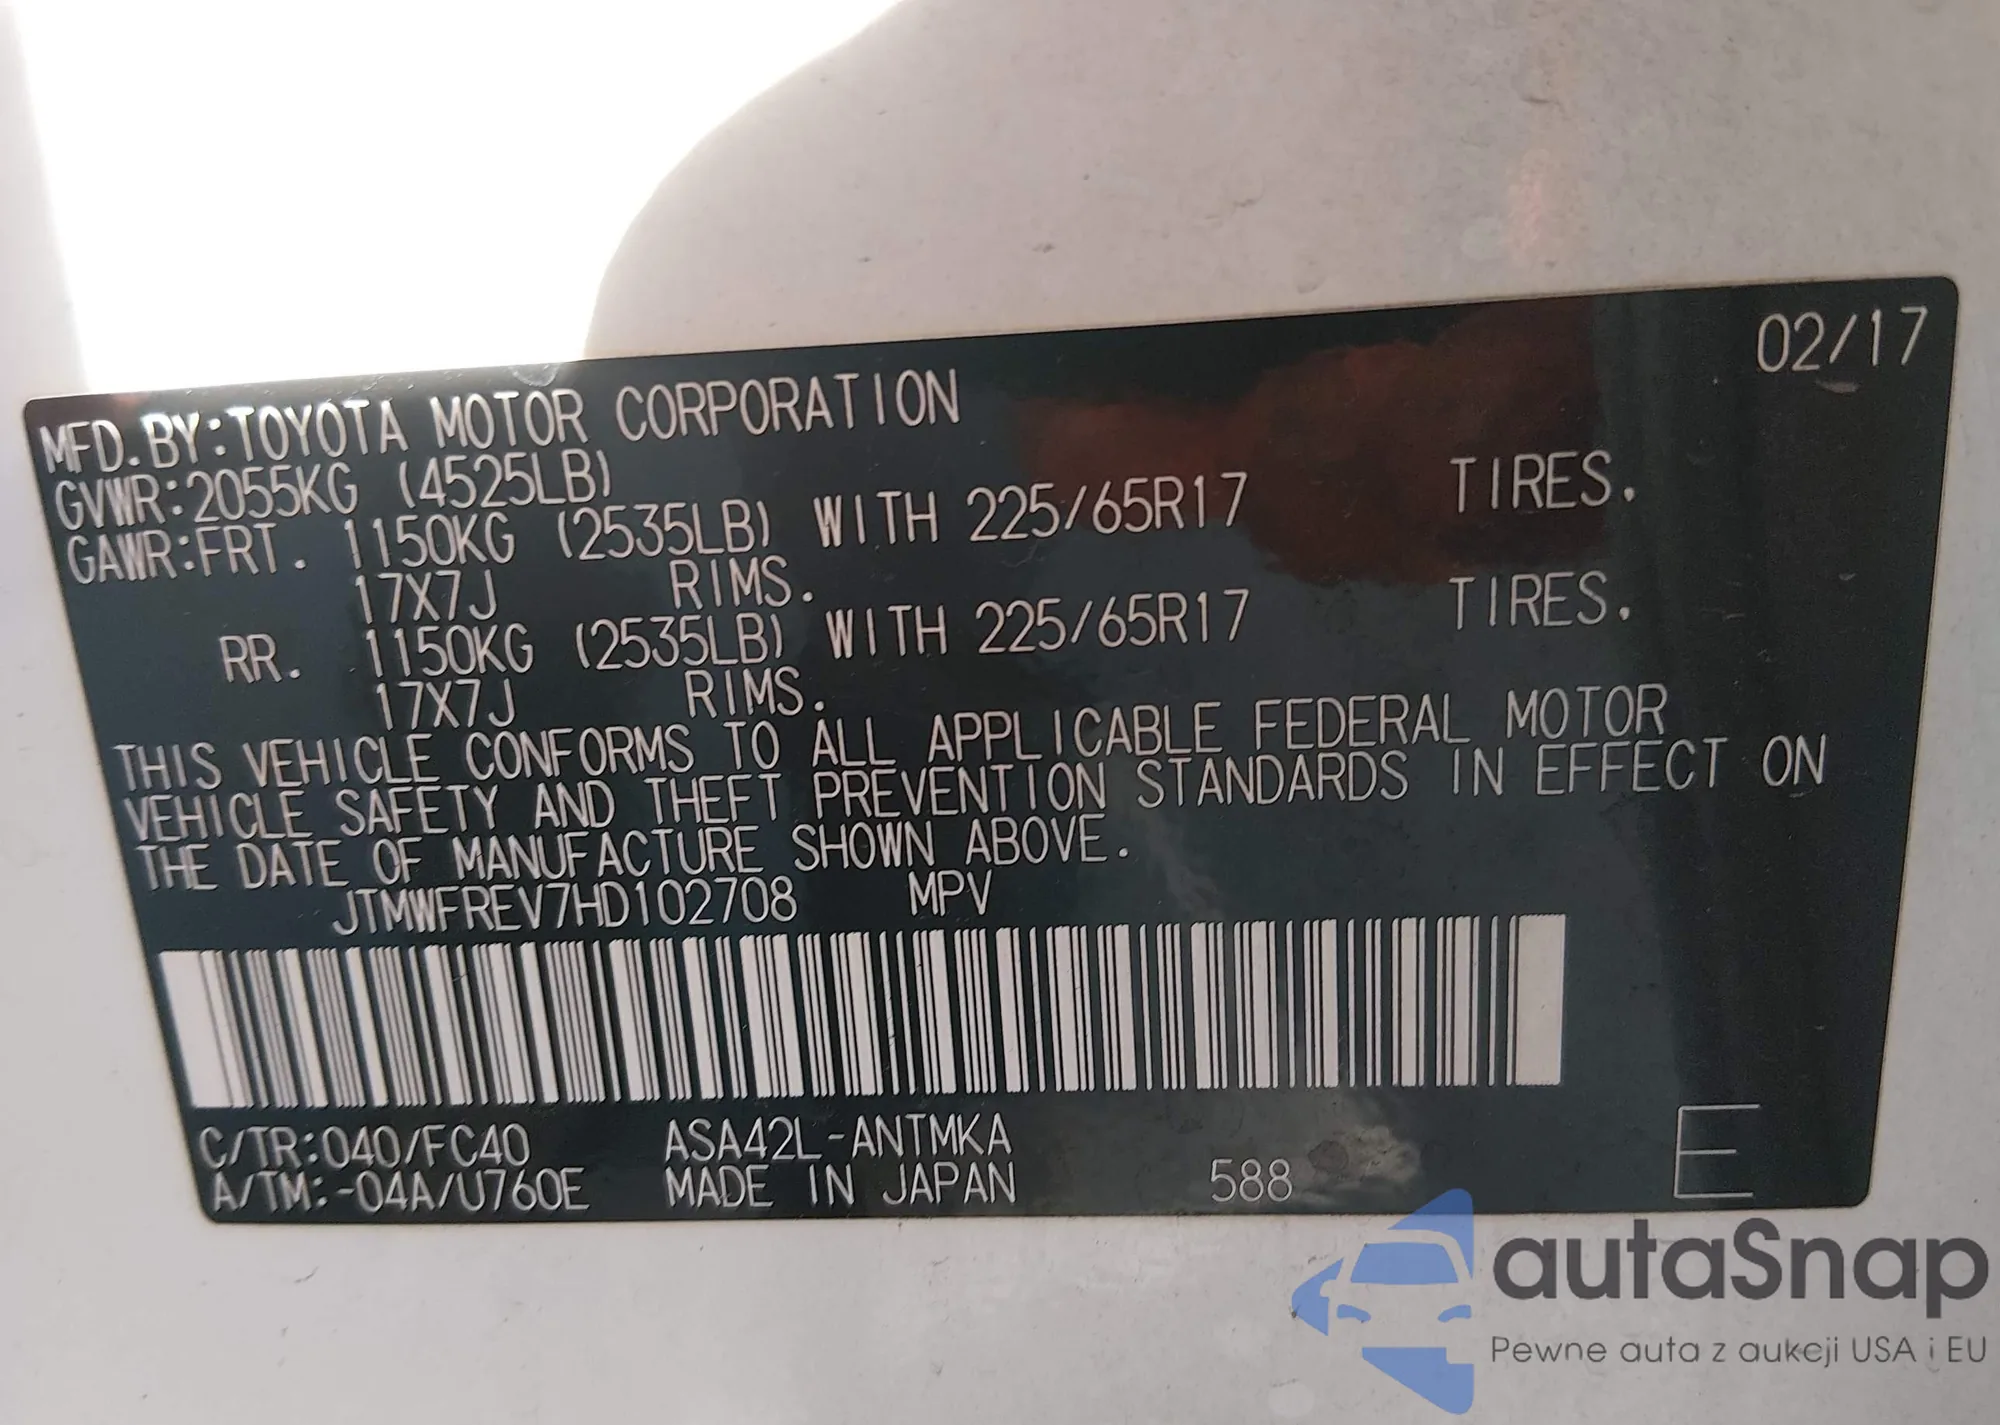 02/17
MFD.BY:TOYOTA MOTOR CORPORATION
GVWR:2055KG (4525LB)
GAWR:FRT. 1150KG (2535LB) WITH 225/65R17 TIRES.
17X7J RIMS.
RR. 1150KG (2535LB) WITH 225/65R17 TIRES.
17X7J RIMS.
THIS VEHICLE CONFORMS TO ALL APPLICABLE FEDERAL MOTOR
VEHICLE SAFETY AND THEFT PREVENTION STANDARDS IN EFFECT ON
THE DATE OF MANUFACTURE SHOWN ABOVE.
JTMWFREV7HD102708 MPV
C/TR:040/FC40 ASA42L-ANTMKA
A/TM:-04A/U760E MADE IN JAPAN 588 E
autaSnap
Pewne auta z aukcji USA i EU